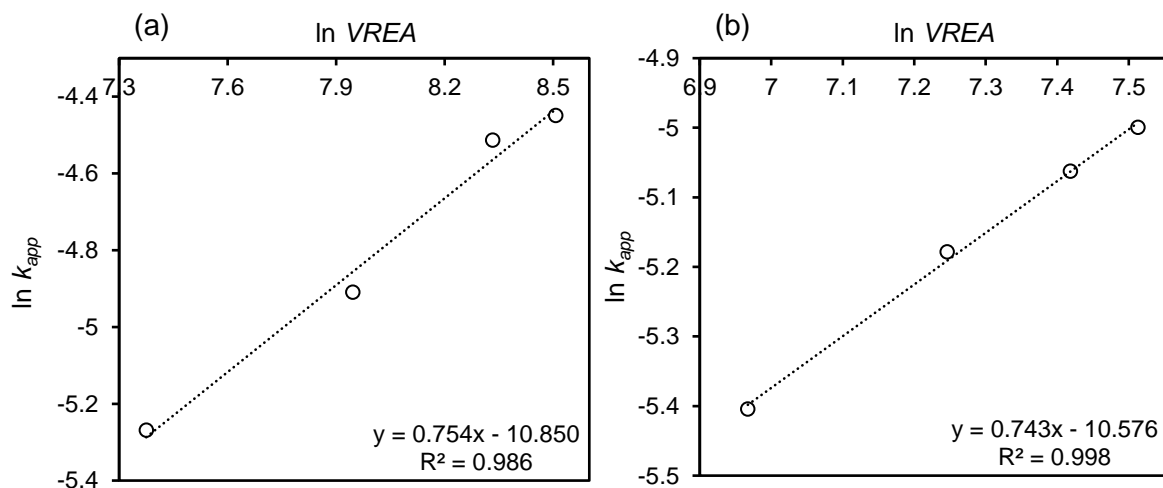 (a)
ln VREA
7.3 7.6 7.9 8.2 8.5
-4.4
-4.6
-4.8
-5
-5.2
-5.4
ln kapp
y = 0.754x - 10.850
R² = 0.986
(b)
ln VREA
6.9 7 7.1 7.2 7.3 7.4 7.5
-4.9
-5
-5.1
-5.2
-5.3
-5.4
-5.5
ln kapp
y = 0.743x - 10.576
R² = 0.998